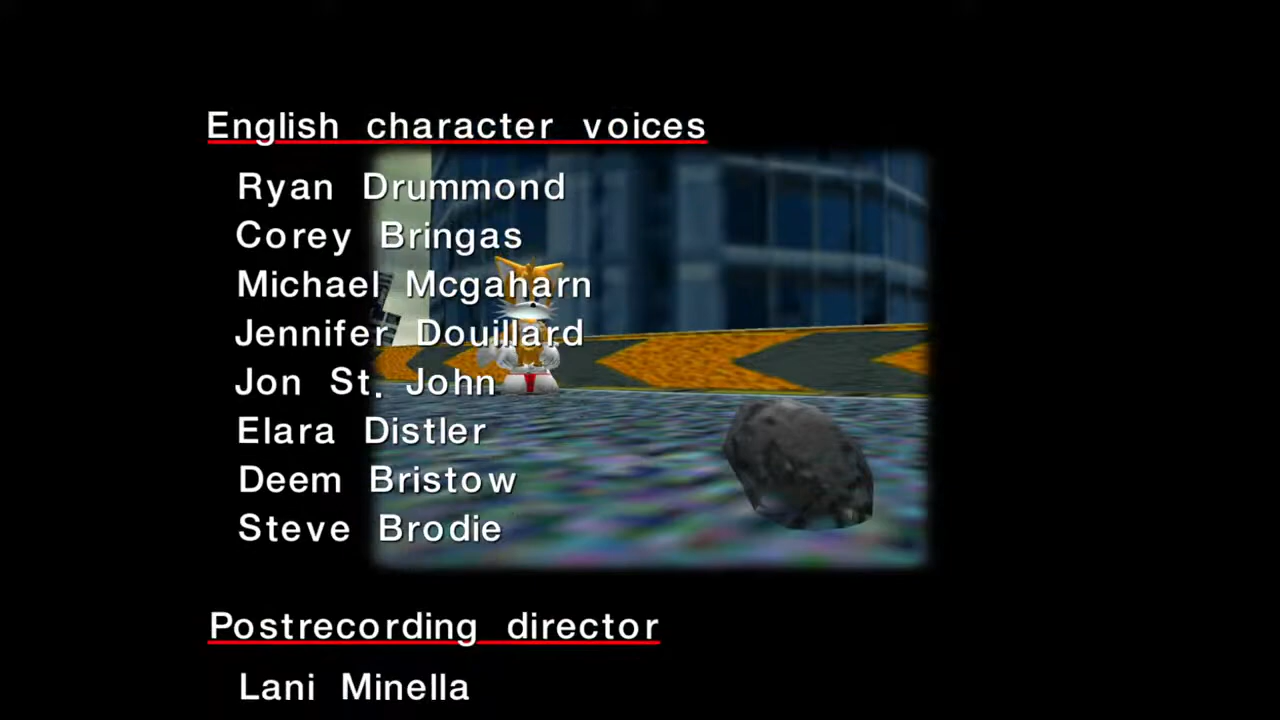 English character voices
Ryan Drummond
Corey Bringas
Michael Mcgaharn
Jennifer Douillard
Jon St. John
Elara Distler
Deem Bristow
Steve Brodie
Postrecording director
Lani Minella